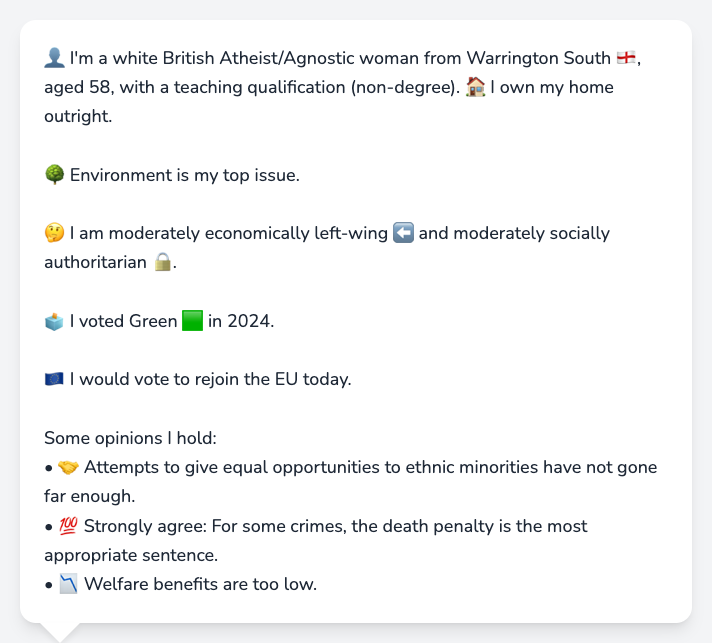 👤 I'm a white British Atheist/Agnostic woman from Warrington South 🏴󠁧󠁢󠁥󠁮󠁧󠁿,
aged 58, with a teaching qualification (non-degree). 🏠 I own my home
outright.
🌳 Environment is my top issue.
🤔 I am moderately economically left-wing ⬅️ and moderately socially
authoritarian 🔒.
🗳️ I voted Green 🟩 in 2024.
🇪🇺 I would vote to rejoin the EU today.
Some opinions I hold:
• 🤝 Attempts to give equal opportunities to ethnic minorities have not gone
far enough.
• 💯 Strongly agree: For some crimes, the death penalty is the most
appropriate sentence.
• 📉 Welfare benefits are too low.